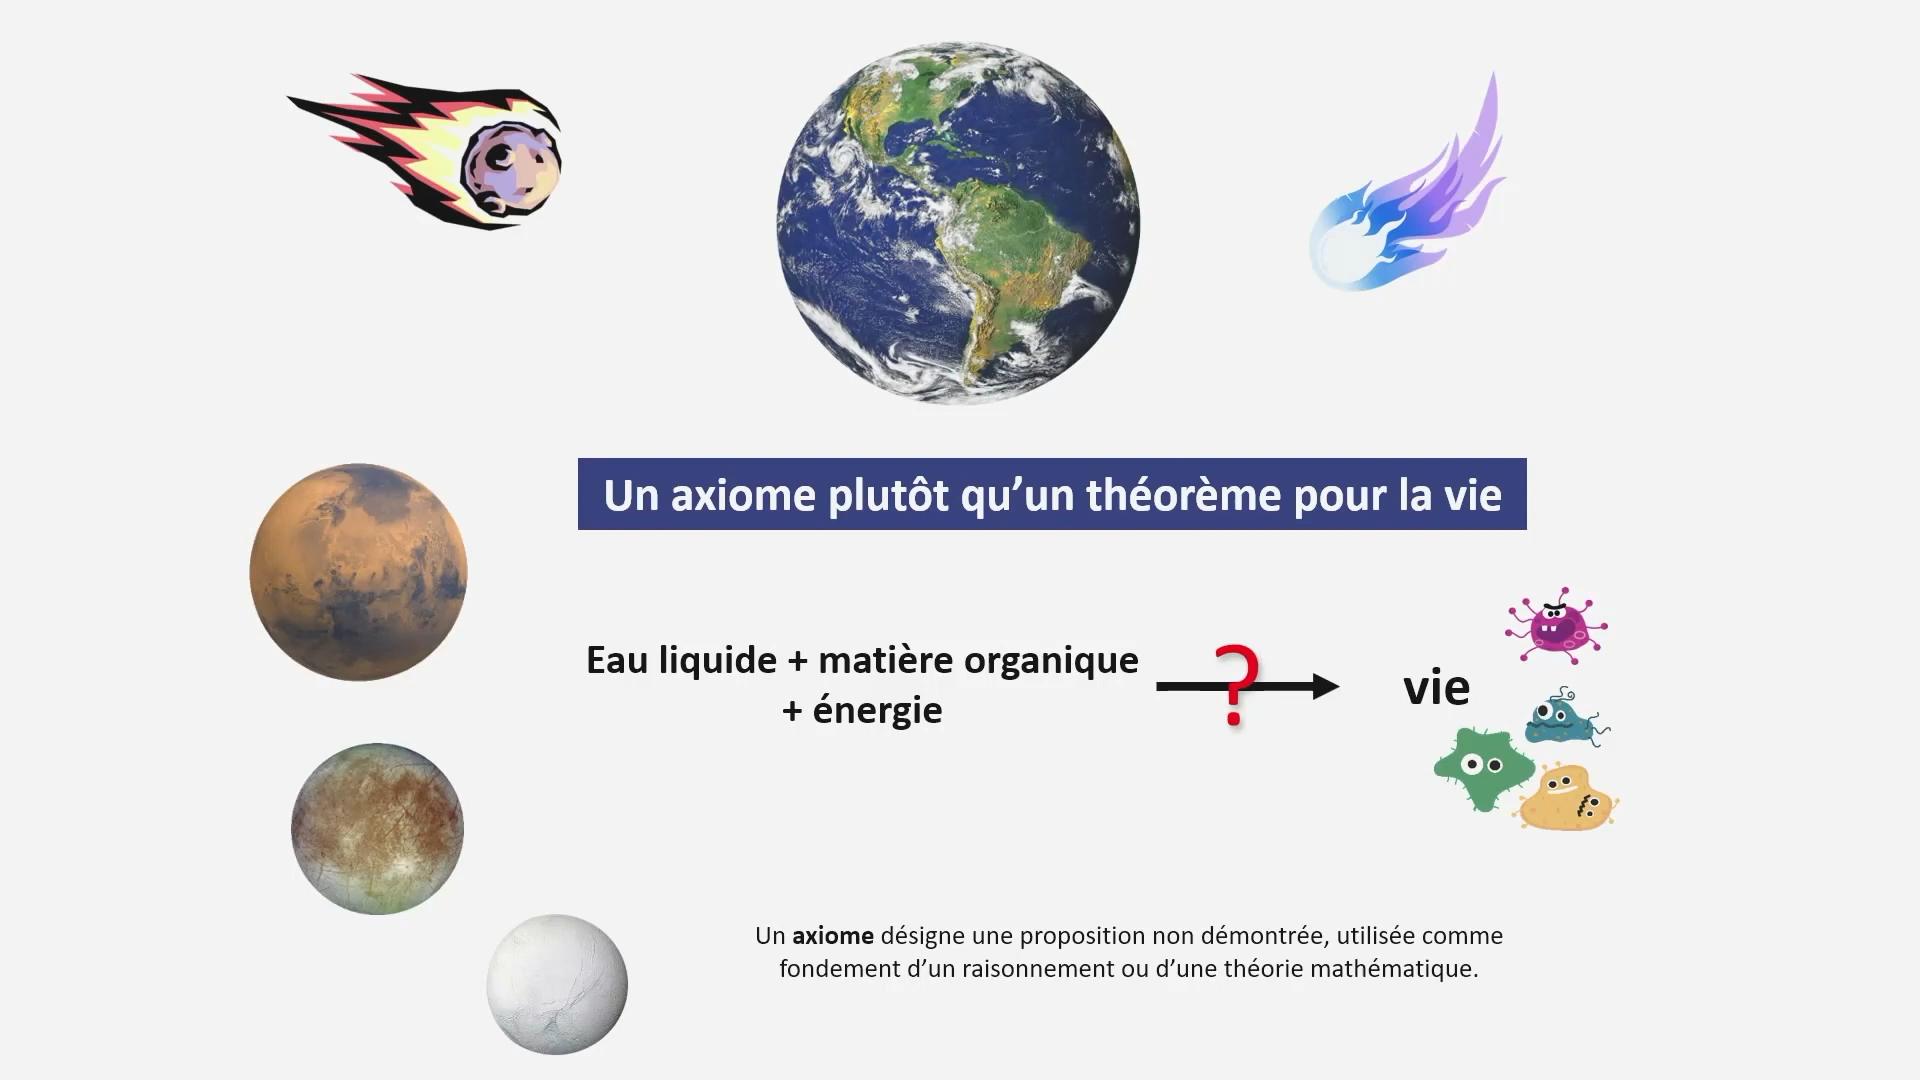 Un axiome plutôt qu’un théorème pour la vie
Eau liquide + matière organique
+ énergie
?
vie
Un axiome désigne une proposition non démontrée, utilisée comme
fondement d’un raisonnement ou d’une théorie mathématique.